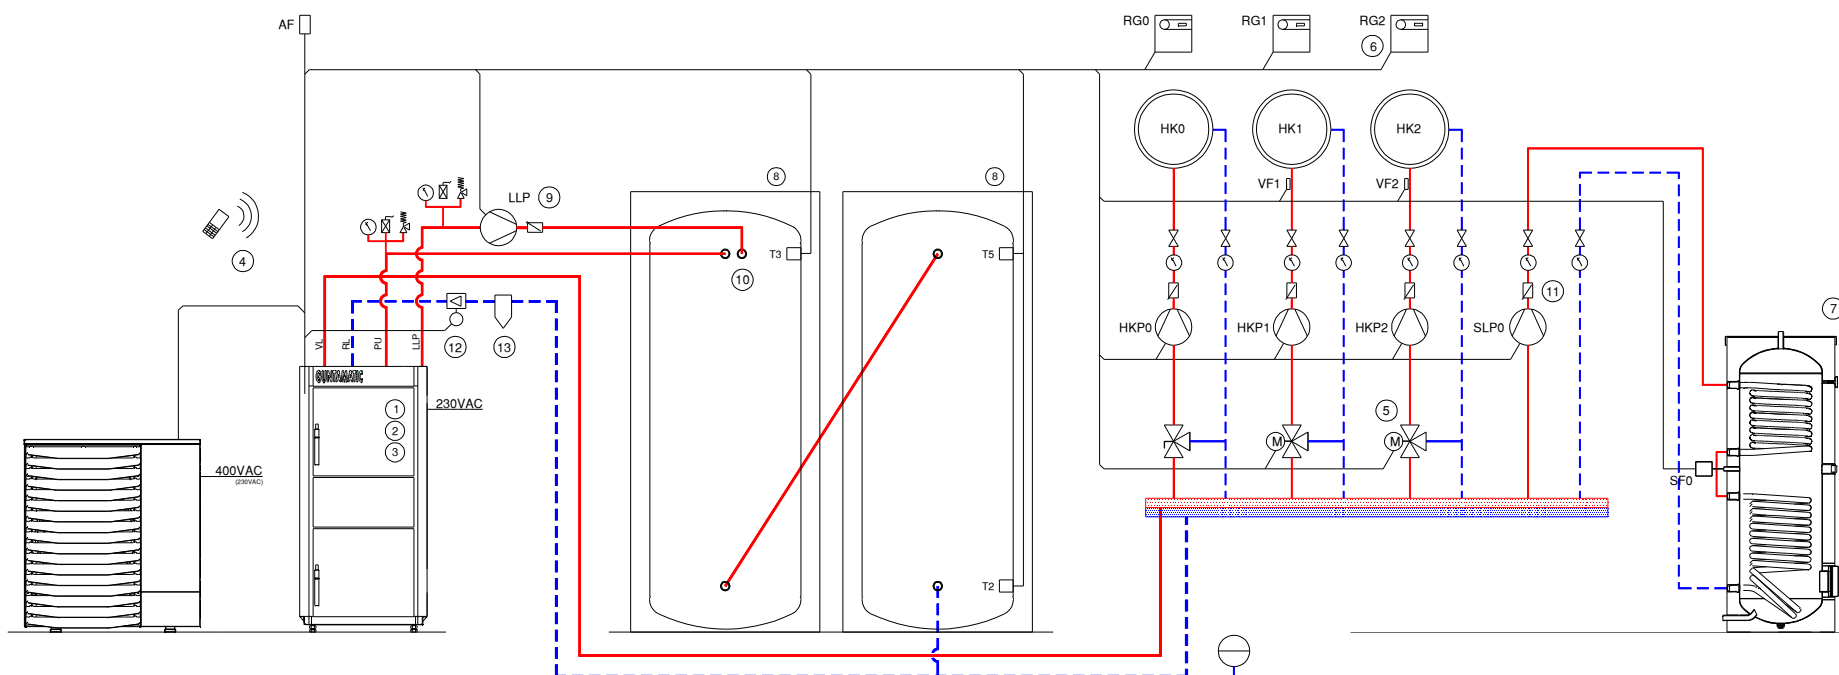 AF
RG0
RG1
RG2
6
HK0
HK1
HK2
8
8
LLP
9
VF1
VF2
4
T3
T5
10
11
7
HKP0
HKP1
HKP2
SLP0
12
13
VL
RL
PU
LLP
GUNTAMATIC
1
2
3
230VAC
5
M
M
400VAC
(230VAC)
SF0
T2